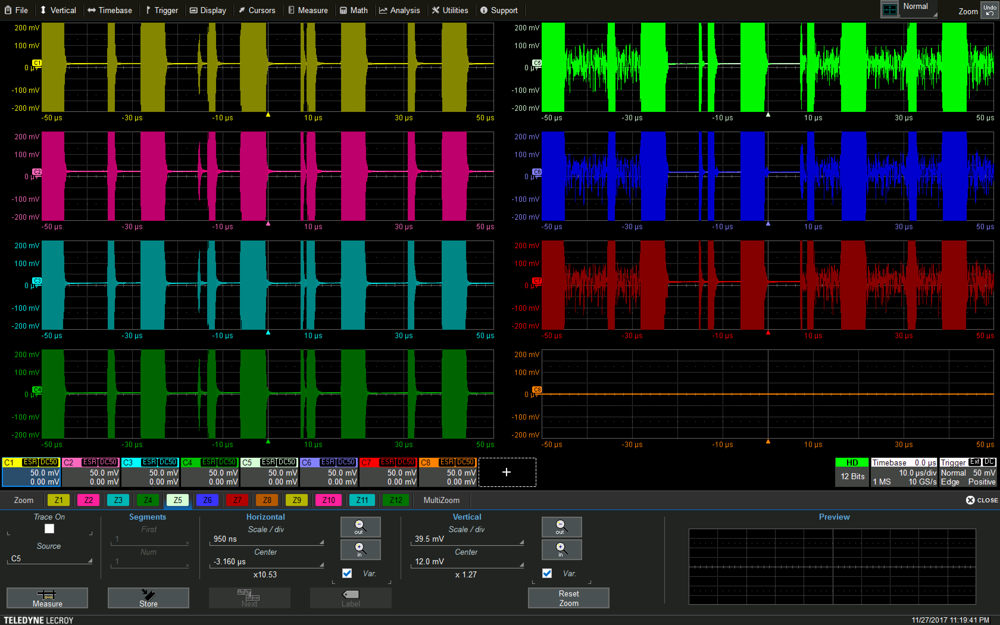 File Vertical Timebase Trigger Display Cursors Measure Math Analysis Utilities Support Normal Zoom Undo
200 mV
100 mV
C1
0 µV
-100 mV
-200 mV
-50 µs -30 µs -10 µs 10 µs 30 µs 50 µs
200 mV
100 mV
C5
0 µV
-100 mV
-200 mV
-50 µs -30 µs -10 µs 10 µs 30 µs 50 µs
200 mV
100 mV
C2
0 µV
-100 mV
-200 mV
-50 µs -30 µs -10 µs 10 µs 30 µs 50 µs
200 mV
100 mV
C6
0 µV
-100 mV
-200 mV
-50 µs -30 µs -10 µs 10 µs 30 µs 50 µs
200 mV
100 mV
C3
0 µV
-100 mV
-200 mV
-50 µs -30 µs -10 µs 10 µs 30 µs 50 µs
200 mV
100 mV
C7
0 µV
-100 mV
-200 mV
-50 µs -30 µs -10 µs 10 µs 30 µs 50 µs
200 mV
100 mV
C4
0 µV
-100 mV
-200 mV
-50 µs -30 µs -10 µs 10 µs 30 µs 50 µs
200 mV
100 mV
C8
0 µV
-100 mV
-200 mV
-50 µs -30 µs -10 µs 10 µs 30 µs 50 µs
C1 ESR DC50 C2 ESR DC50 C3 ESR DC50 C4 ESR DC50 C5 ESR DC50 C6 ESR DC50 C7 ESR DC50 C8 ESR DC50 HD Timebase 0.0 µs Trigger Ext DC
50.0 mV 50.0 mV 50.0 mV 50.0 mV 50.0 mV 50.0 mV 50.0 mV 50.0 mV + 12 Bits 10.0 µs/div Normal 50 mV
0.00 mV 0.00 mV 0.00 mV 0.00 mV 0.00 mV 0.00 mV 0.00 mV 0.00 mV 1 MS 10 GS/s Edge Positive
Zoom Z1 Z2 Z3 Z4 Z5 Z6 Z7 Z8 Z9 Z10 Z11 Z12 MultiZoom CLOSE
Trace On Segments Horizontal Vertical Preview
First Scale / div out Scale / div out
1 950 ns 39.5 mV
Source Num Center in Center in
C5 1 -3.160 µs 12.0 mV
x10.53 Var. x 1.27 Var.
Measure Store Next Label Reset
Zoom
TELEDYNE LECROY 11/27/2017 11:19:41 PM